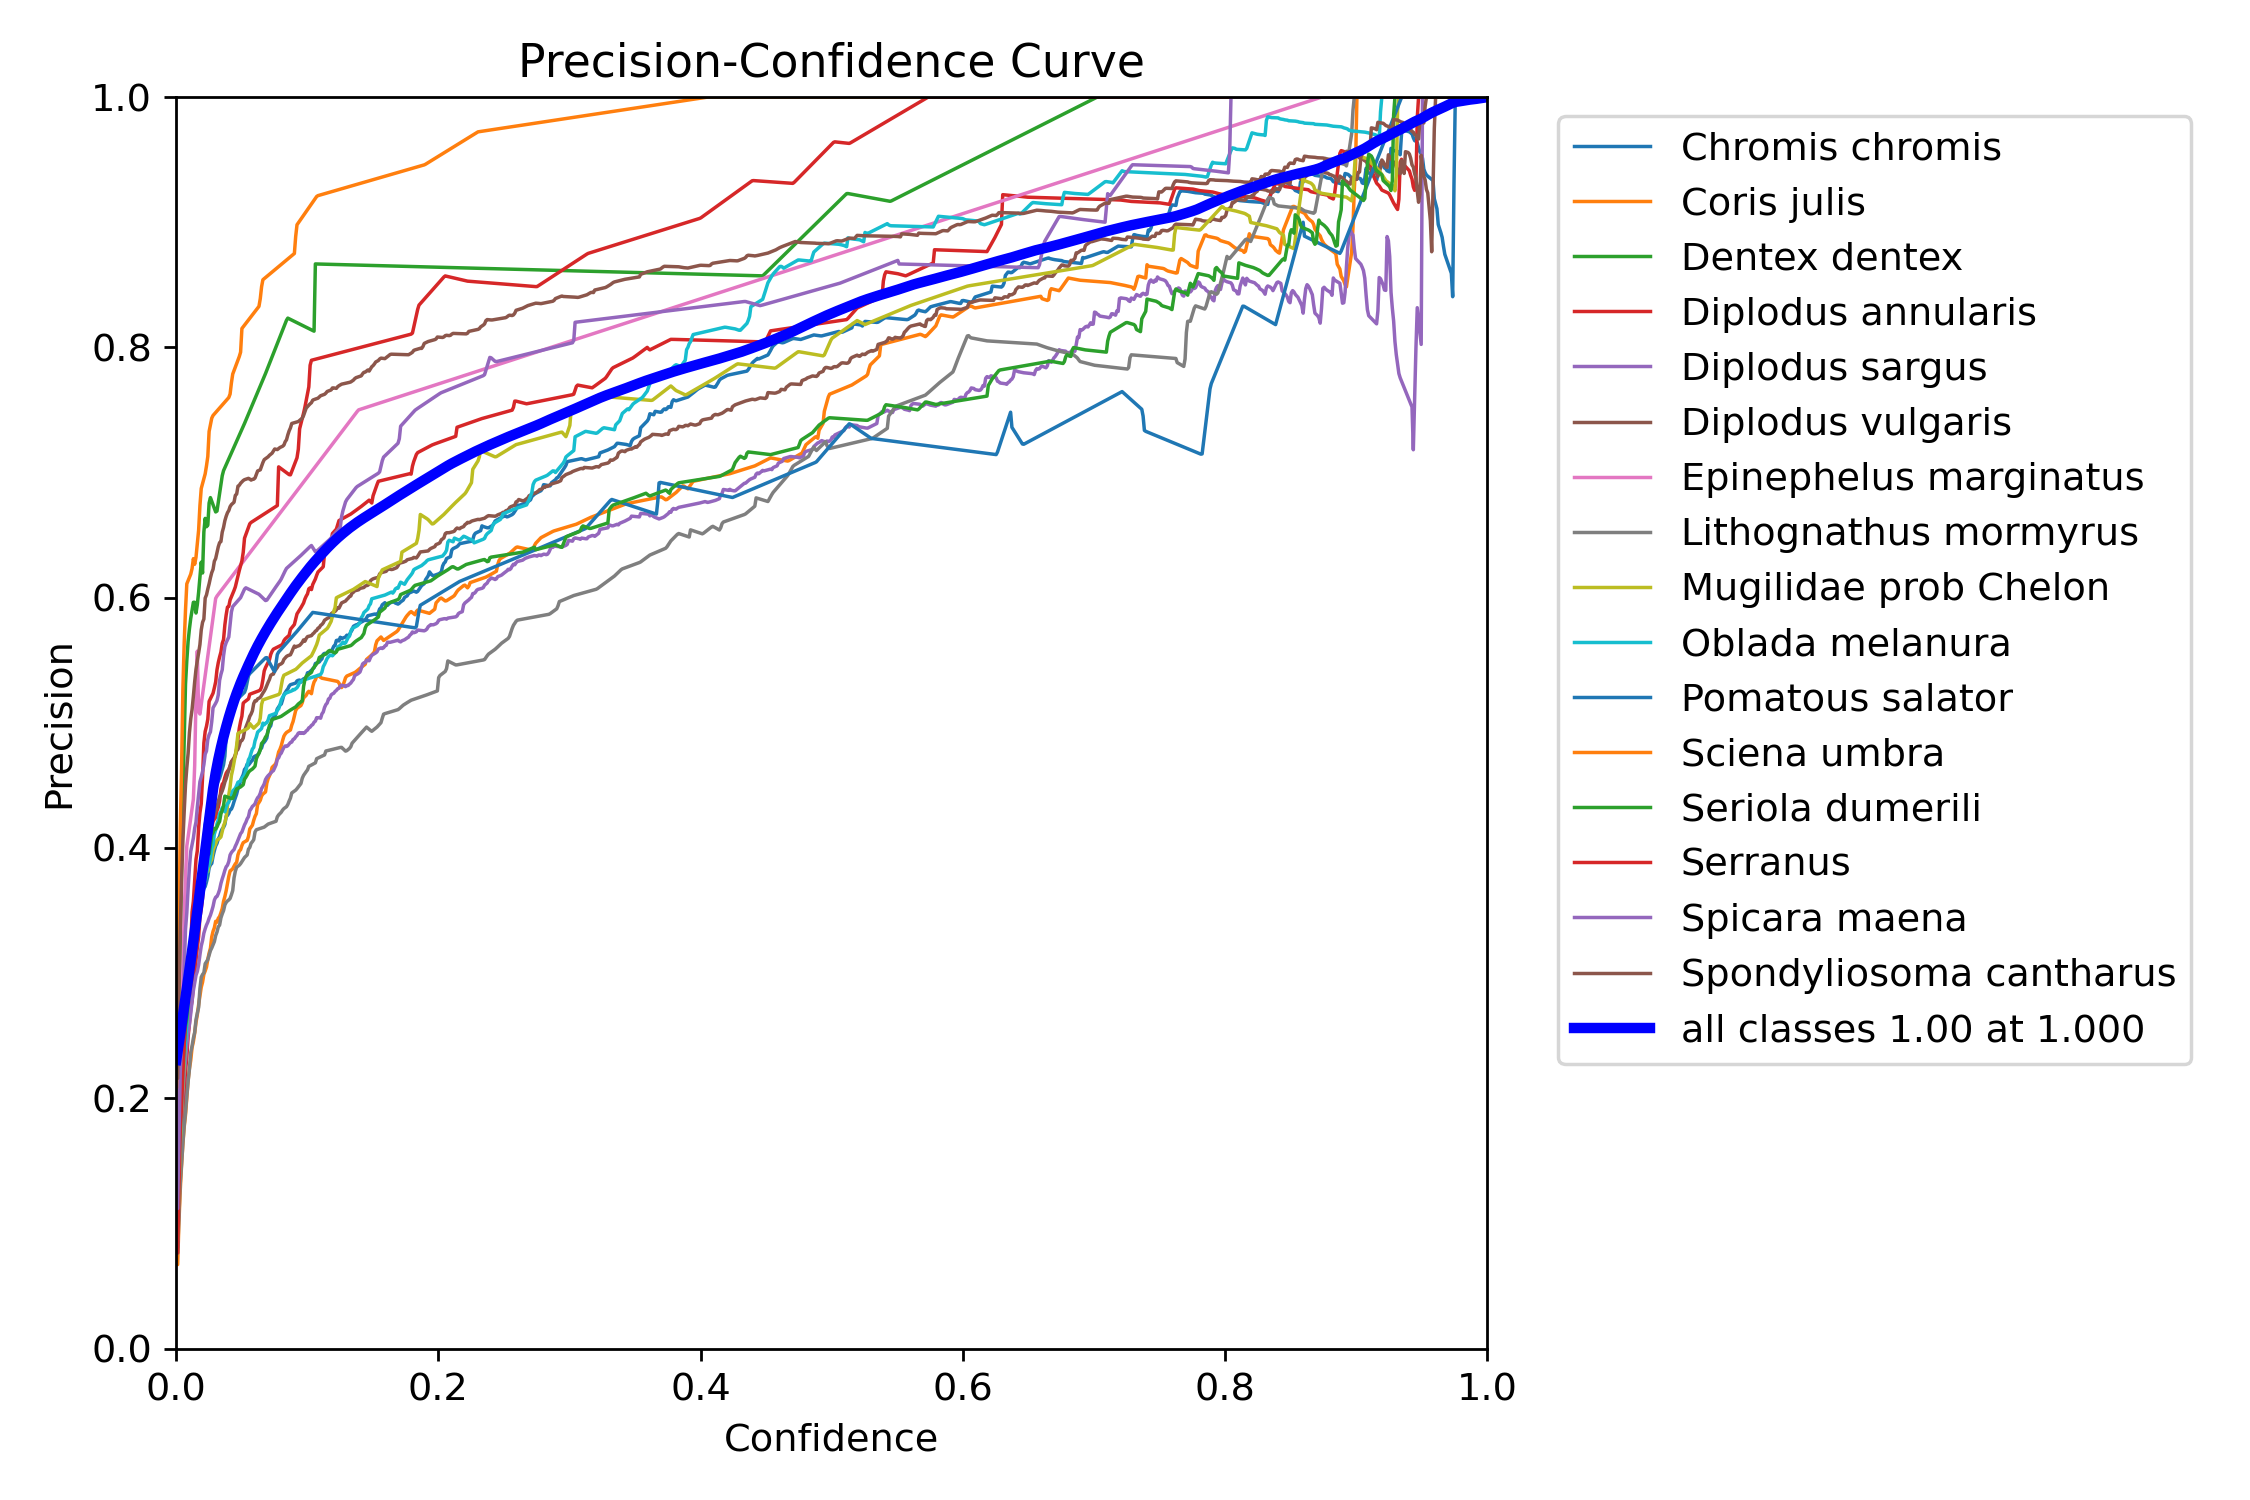 Precision-Confidence Curve
1.0
0.8
0.6
0.4
0.2
0.0
Precision
0.0 0.2 0.4 0.6 0.8 1.0
Confidence
Chromis chromis
Coris julis
Dentex dentex
Diplodus annularis
Diplodus sargus
Diplodus vulgaris
Epinephelus marginatus
Lithognathus mormyrus
Mugilidae prob Chelon
Oblada melanura
Pomatous salator
Sciena umbra
Seriola dumerili
Serranus
Spicara maena
Spondyliosoma cantharus
all classes 1.00 at 1.000